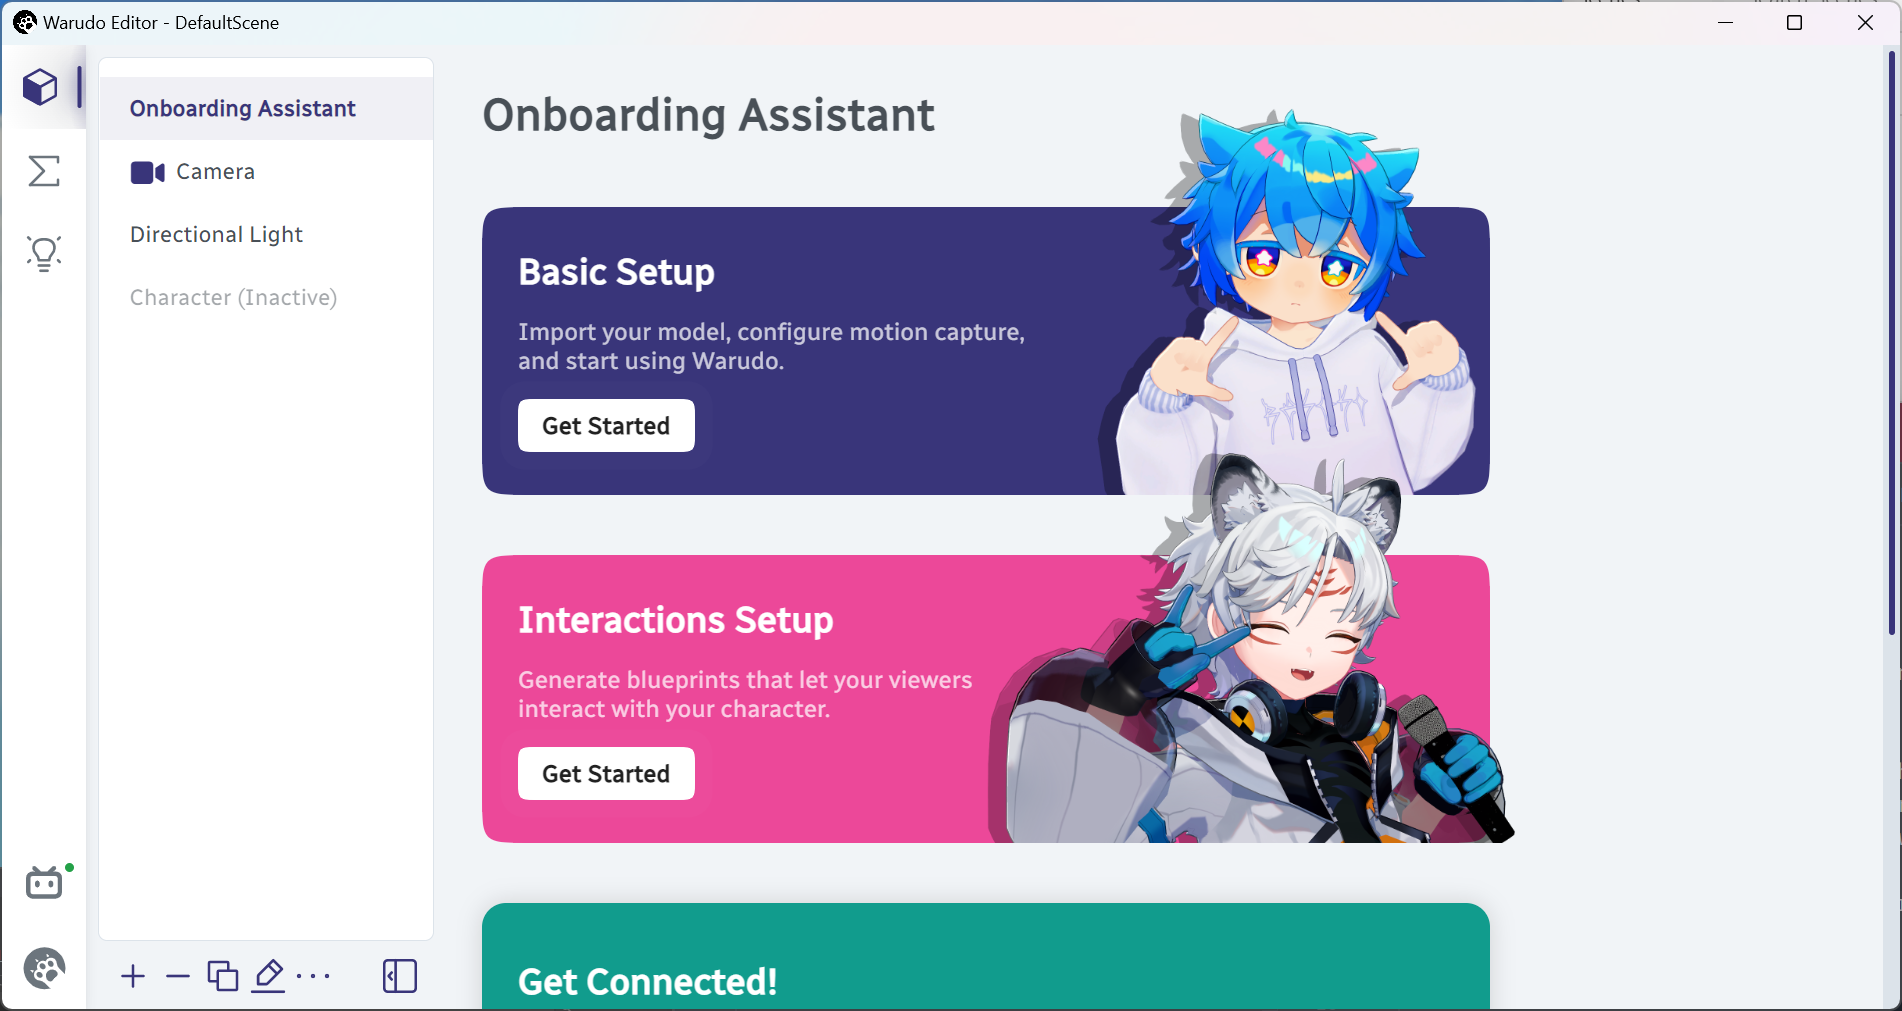 Warudo Editor - DefaultScene
Onboarding Assistant
Camera
Directional Light
Character (Inactive)
Onboarding Assistant
Basic Setup
Import your model, configure motion capture,
and start using Warudo.
Get Started
Interactions Setup
Generate blueprints that let your viewers
interact with your character.
Get Started
Get Connected!